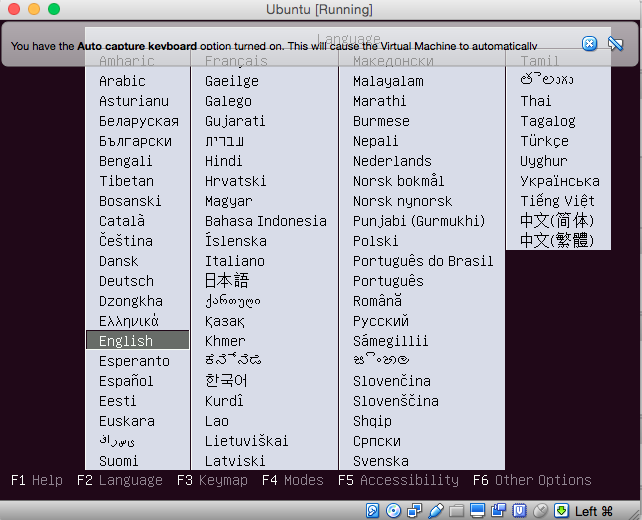 Ubuntu [Running]
Language
You have the Auto capture keyboard option turned on. This will cause the Virtual Machine to automatically
Amharic
Arabic
Asturianu
Беларуская
Български
Bengali
Tibetan
Bosanski
Català
Čeština
Dansk
Deutsch
Dzongkha
Ελληνικά
English
Esperanto
Español
Eesti
Euskara
ﻰﺳﺭﺎﻓ
Suomi
Français
Gaeilge
Galego
Gujarati
עברית
Hindi
Hrvatski
Magyar
Bahasa Indonesia
Íslenska
Italiano
日本語
ქართული
Қазақ
Khmer
ಕನ್ನಡ
한국어
Kurdî
Lao
Lietuviškai
Latviski
Македонски
Malayalam
Marathi
Burmese
Nepali
Nederlands
Norsk bokmål
Norsk nynorsk
Punjabi (Gurmukhi)
Polski
Português do Brasil
Português
Română
Русский
Sámegillii
සිංහල
Slovenčina
Slovenščina
Shqip
Српски
Svenska
Tamil
తెలుగు
Thai
Tagalog
Türkçe
Uyghur
Українська
Tiếng Việt
中文(简体)
中文(繁體)
F1 Help F2 Language F3 Keymap F4 Modes F5 Accessibility F6 Other Options
Left ⌘